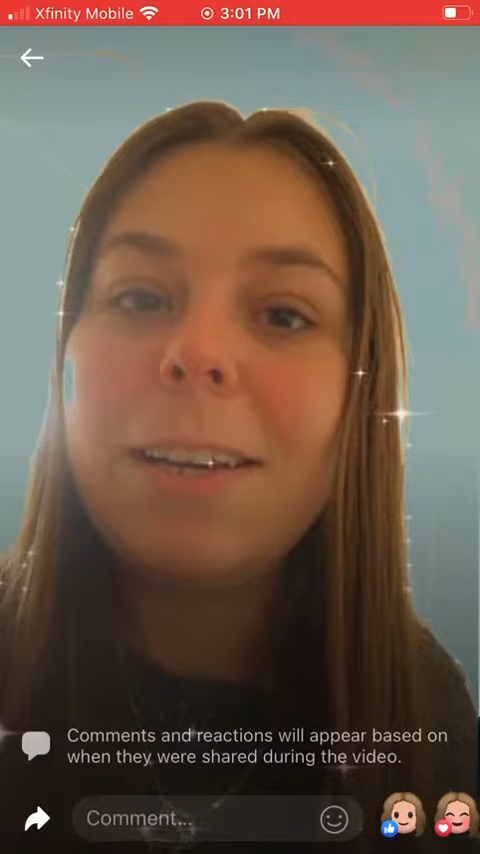 Xfinity Mobile 3:01 PM
Comments and reactions will appear based on
when they were shared during the video.
Comment...